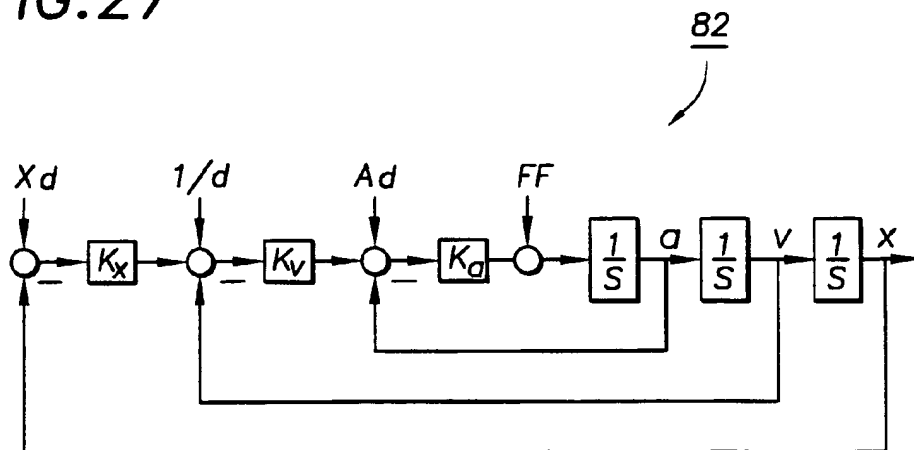 IG.27
82
Xd 1/d Ad FF
Kx Kv Ka 1/S a 1/S v 1/S x
− − −